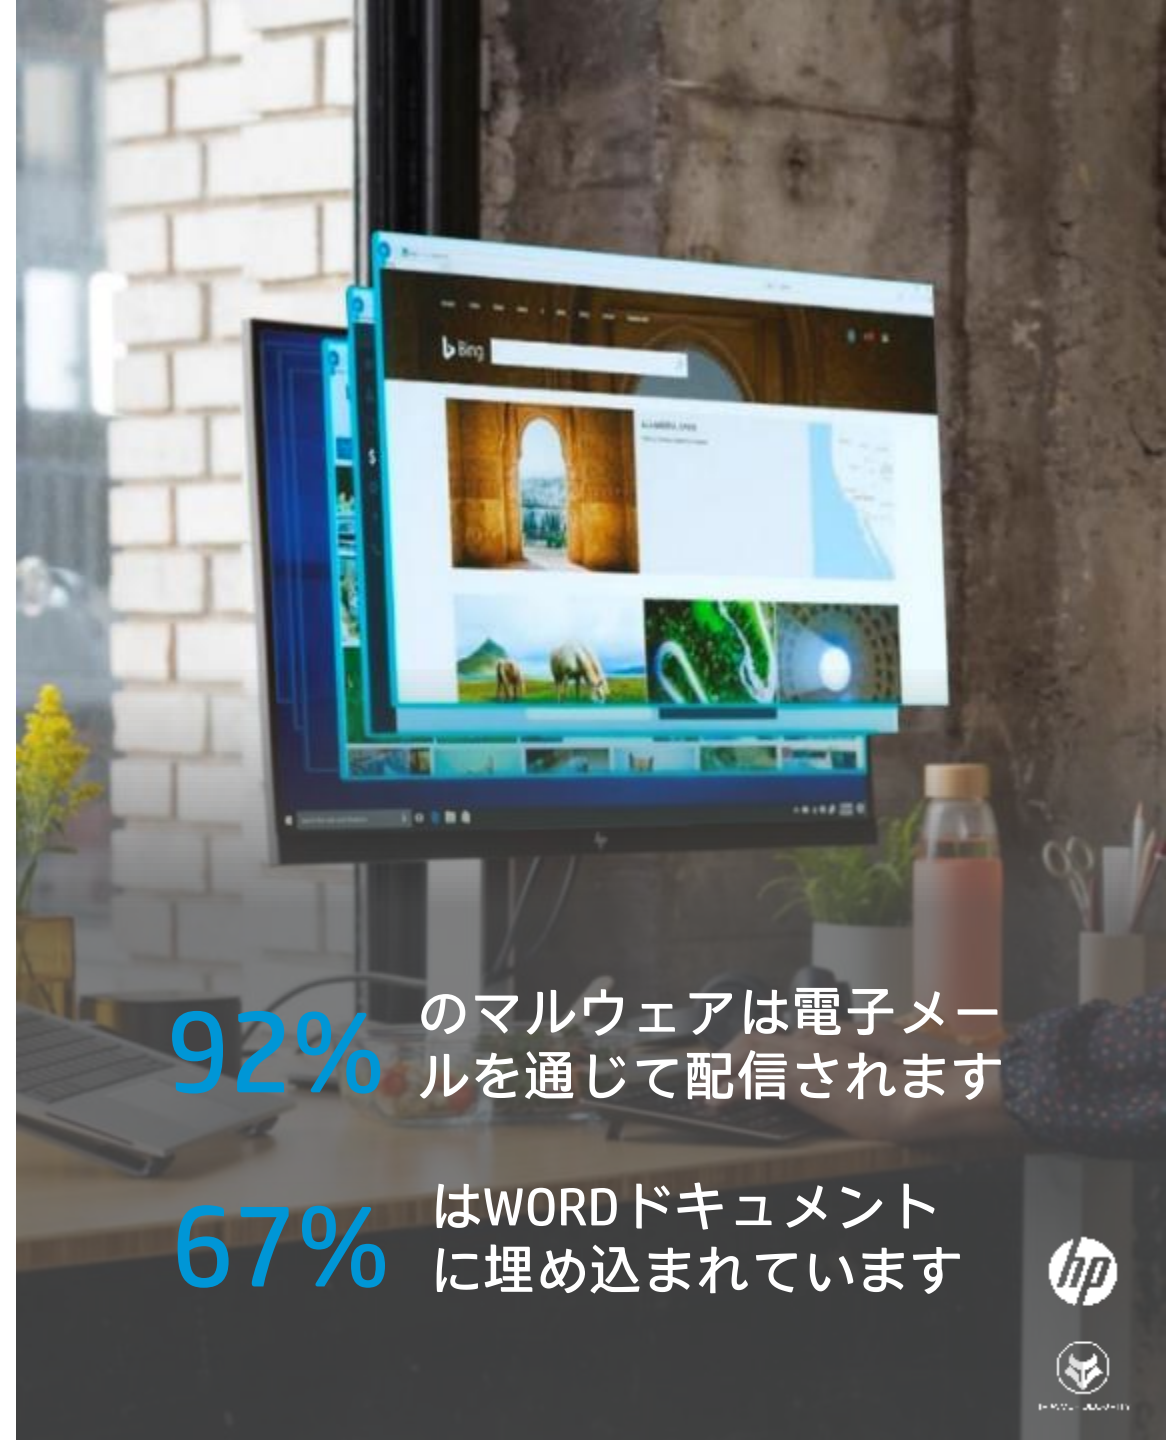 Bing
$
92%
のマルウェアは電子メー
ルを通じて配信されます
67%
はWORDドキュメント
に埋め込まれています
hp